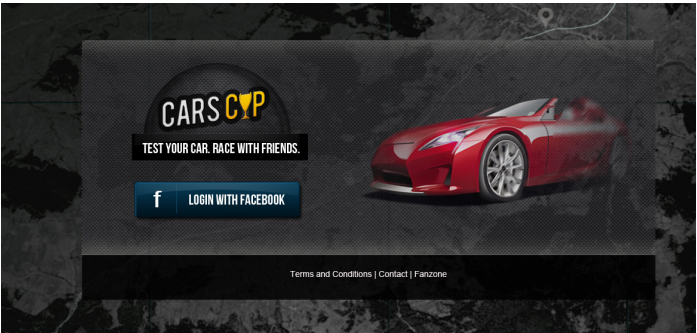 CARS CUP
TEST YOUR CAR. RACE WITH FRIENDS.
f LOGIN WITH FACEBOOK
Terms and Conditions | Contact | Fanzone